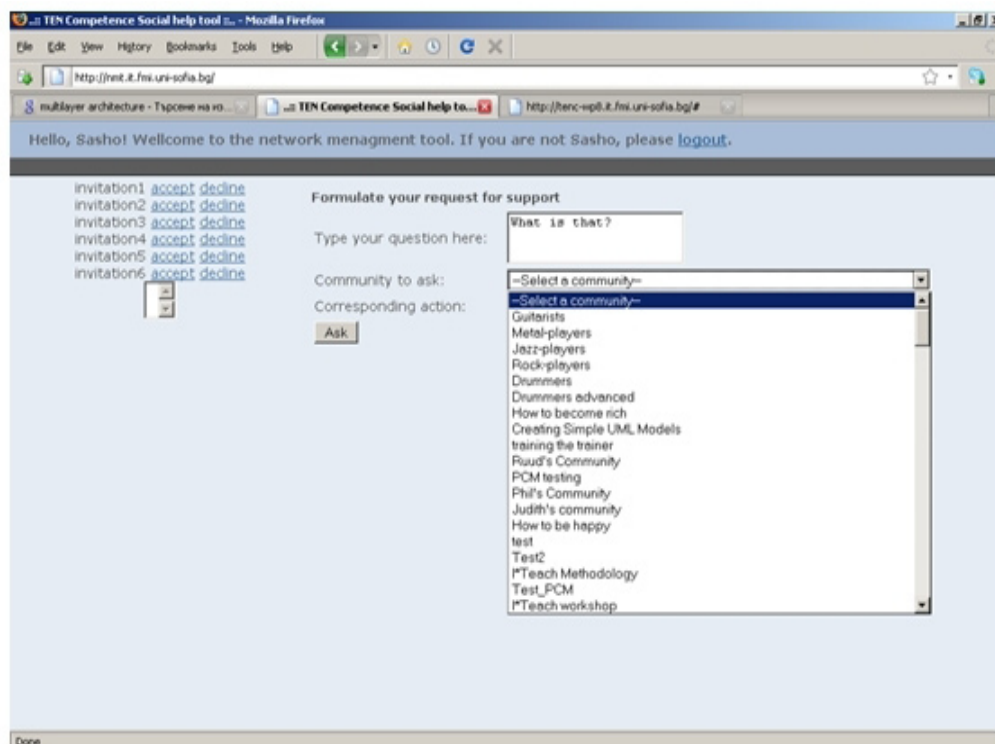 ..:: TEN Competence Social help tool ::.. - Mozilla Firefox
File Edit View History Bookmarks Tools Help
http://nmt.it.fmi.uni-sofia.bg/
multilayer architecture - Търсене на из...
..:: TEN Competence Social help to...
http://tenc-wp8.it.fmi.uni-sofia.bg/#
Hello, Sasho! Wellcome to the network menagment tool. If you are not Sasho, please logout.
invitation1 accept decline
invitation2 accept decline
invitation3 accept decline
invitation4 accept decline
invitation5 accept decline
invitation6 accept decline
Formulate your request for support
Type your question here:
What is that?
Community to ask:
--Select a community--
Corresponding action:
Ask
--Select a community--
Guitarists
Metal-players
Jazz-players
Rock-players
Drummers
Drummers advanced
How to become rich
Creating Simple UML Models
training the trainer
Ruud's Community
PCM testing
Phil's Community
Judith's community
How to be happy
test
Test2
I*Teach Methodology
Test_PCM
I*Teach workshop
Done